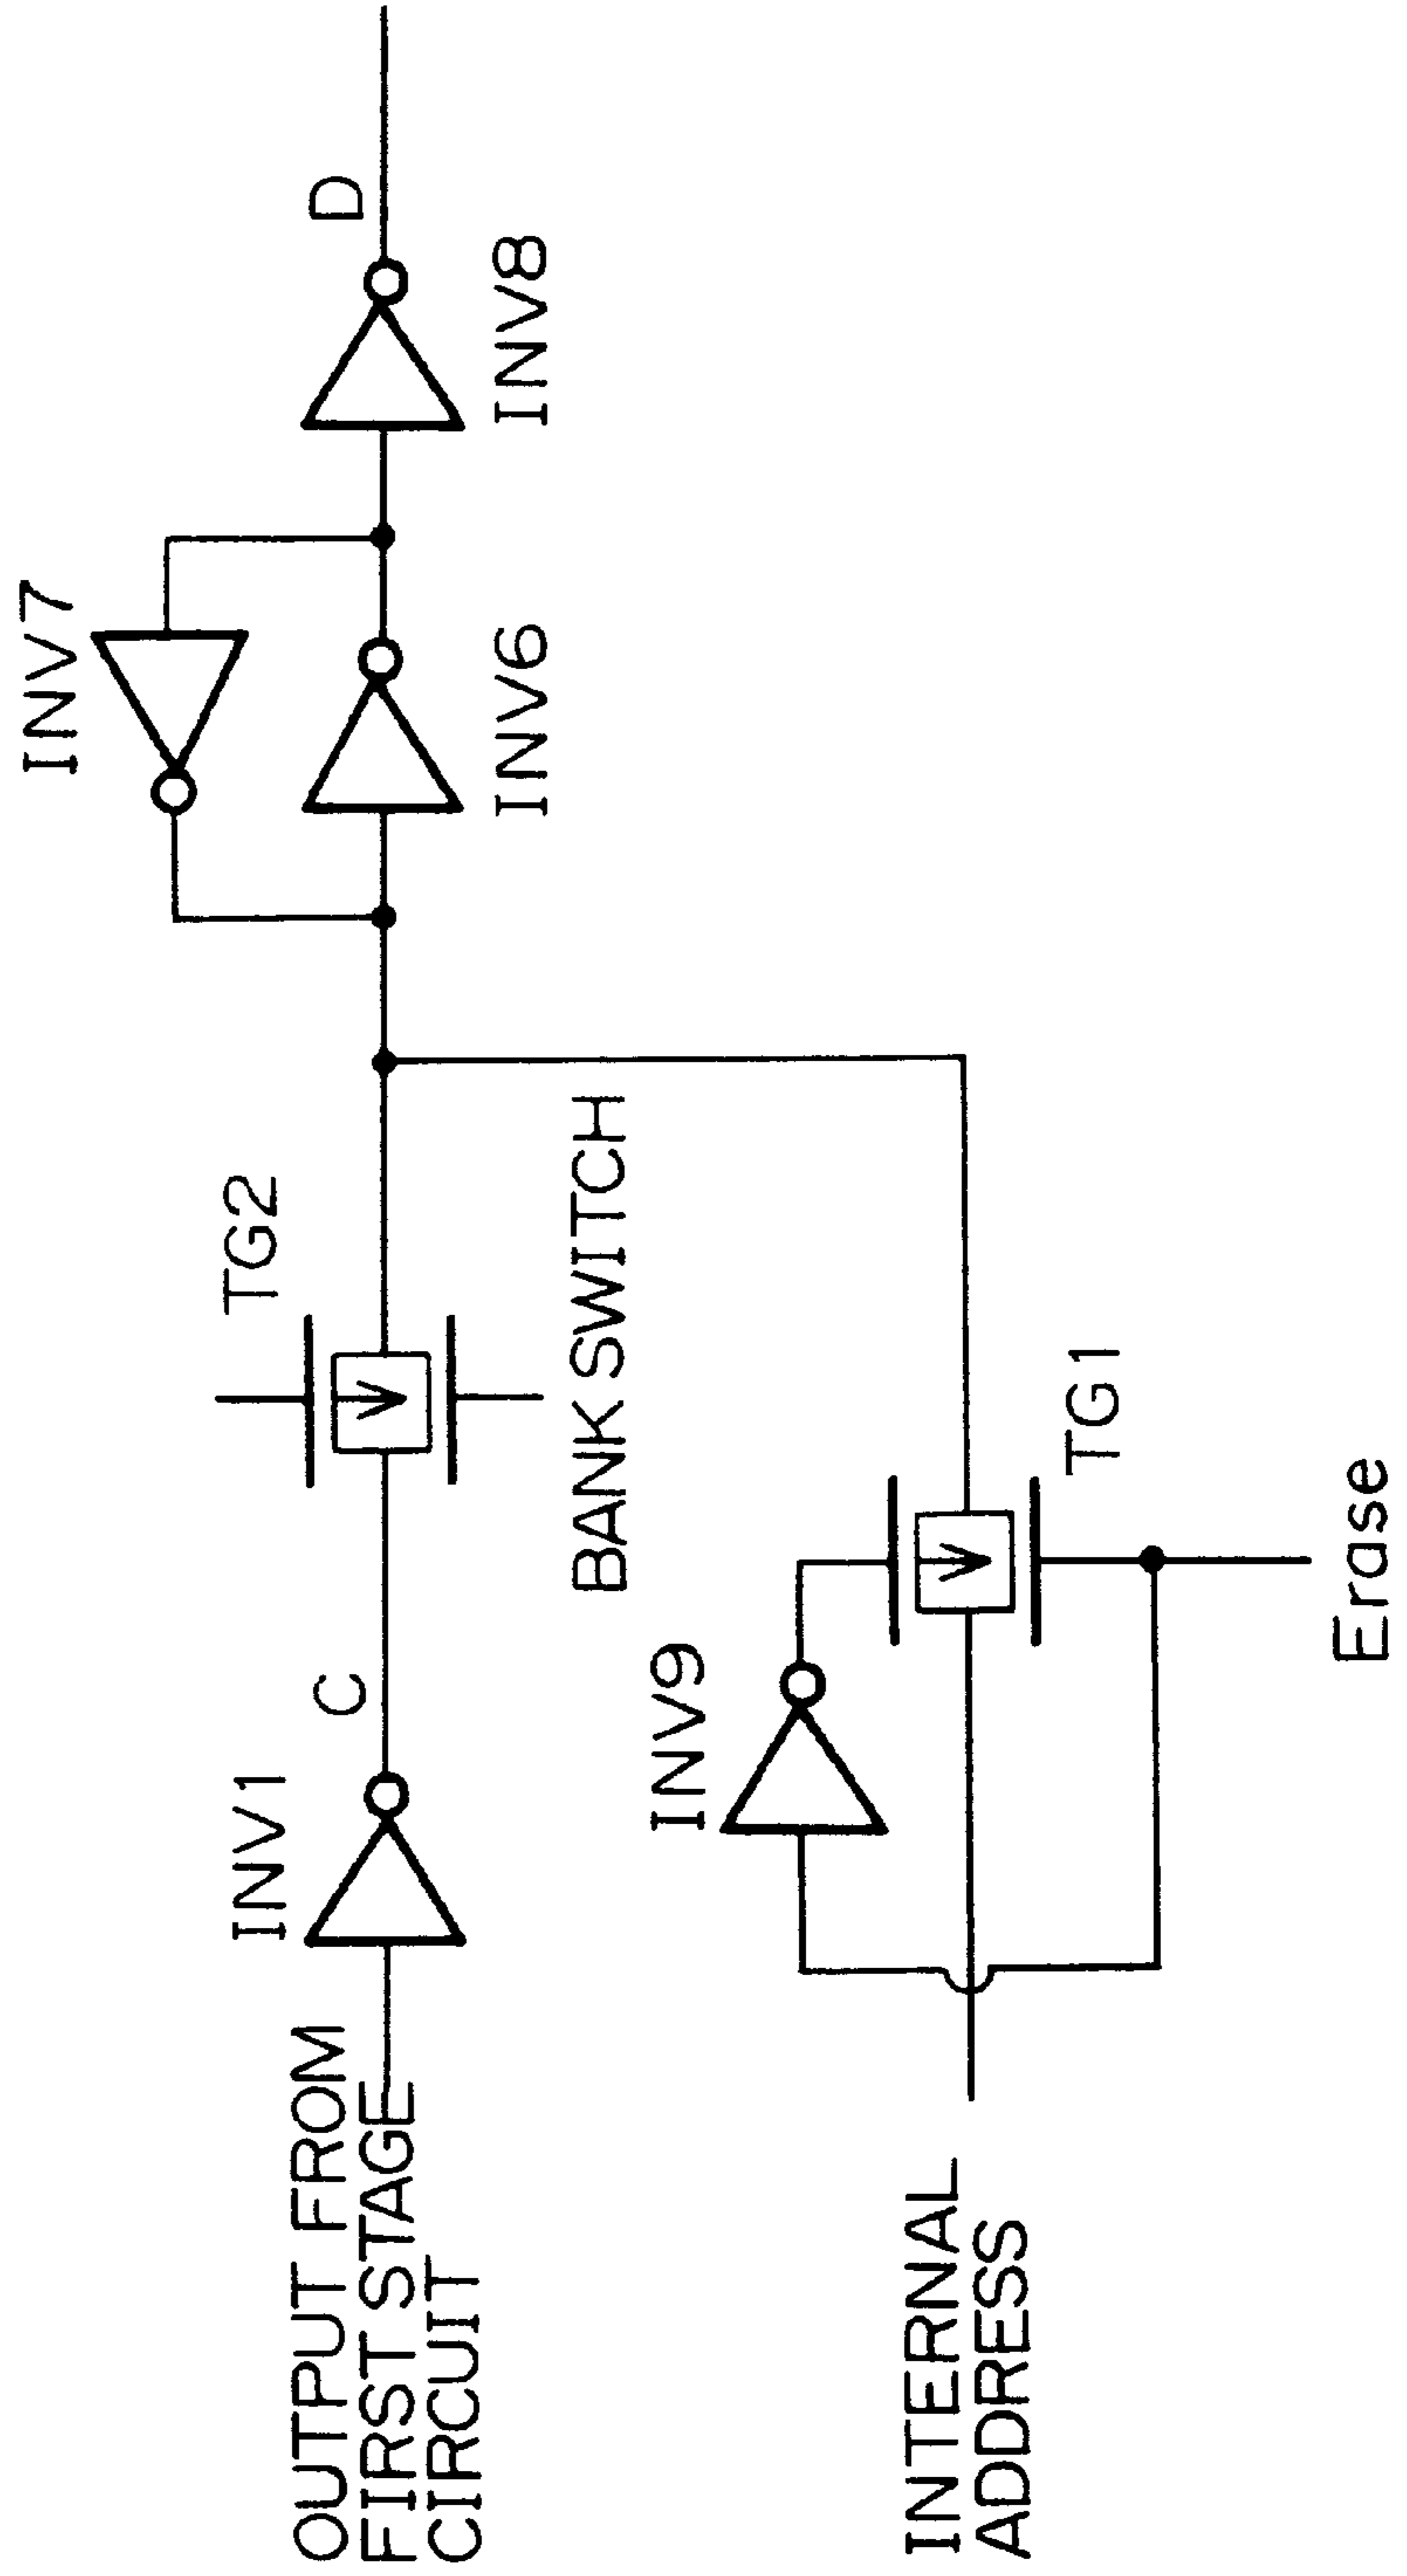 OUTPUT FROM
FIRST STAGE
CIRCUIT
INV1
C
TG2
BANK SWITCH
INV7
INV6
INV8
D
INTERNAL
ADDRESS
INV9
TG1
Erase